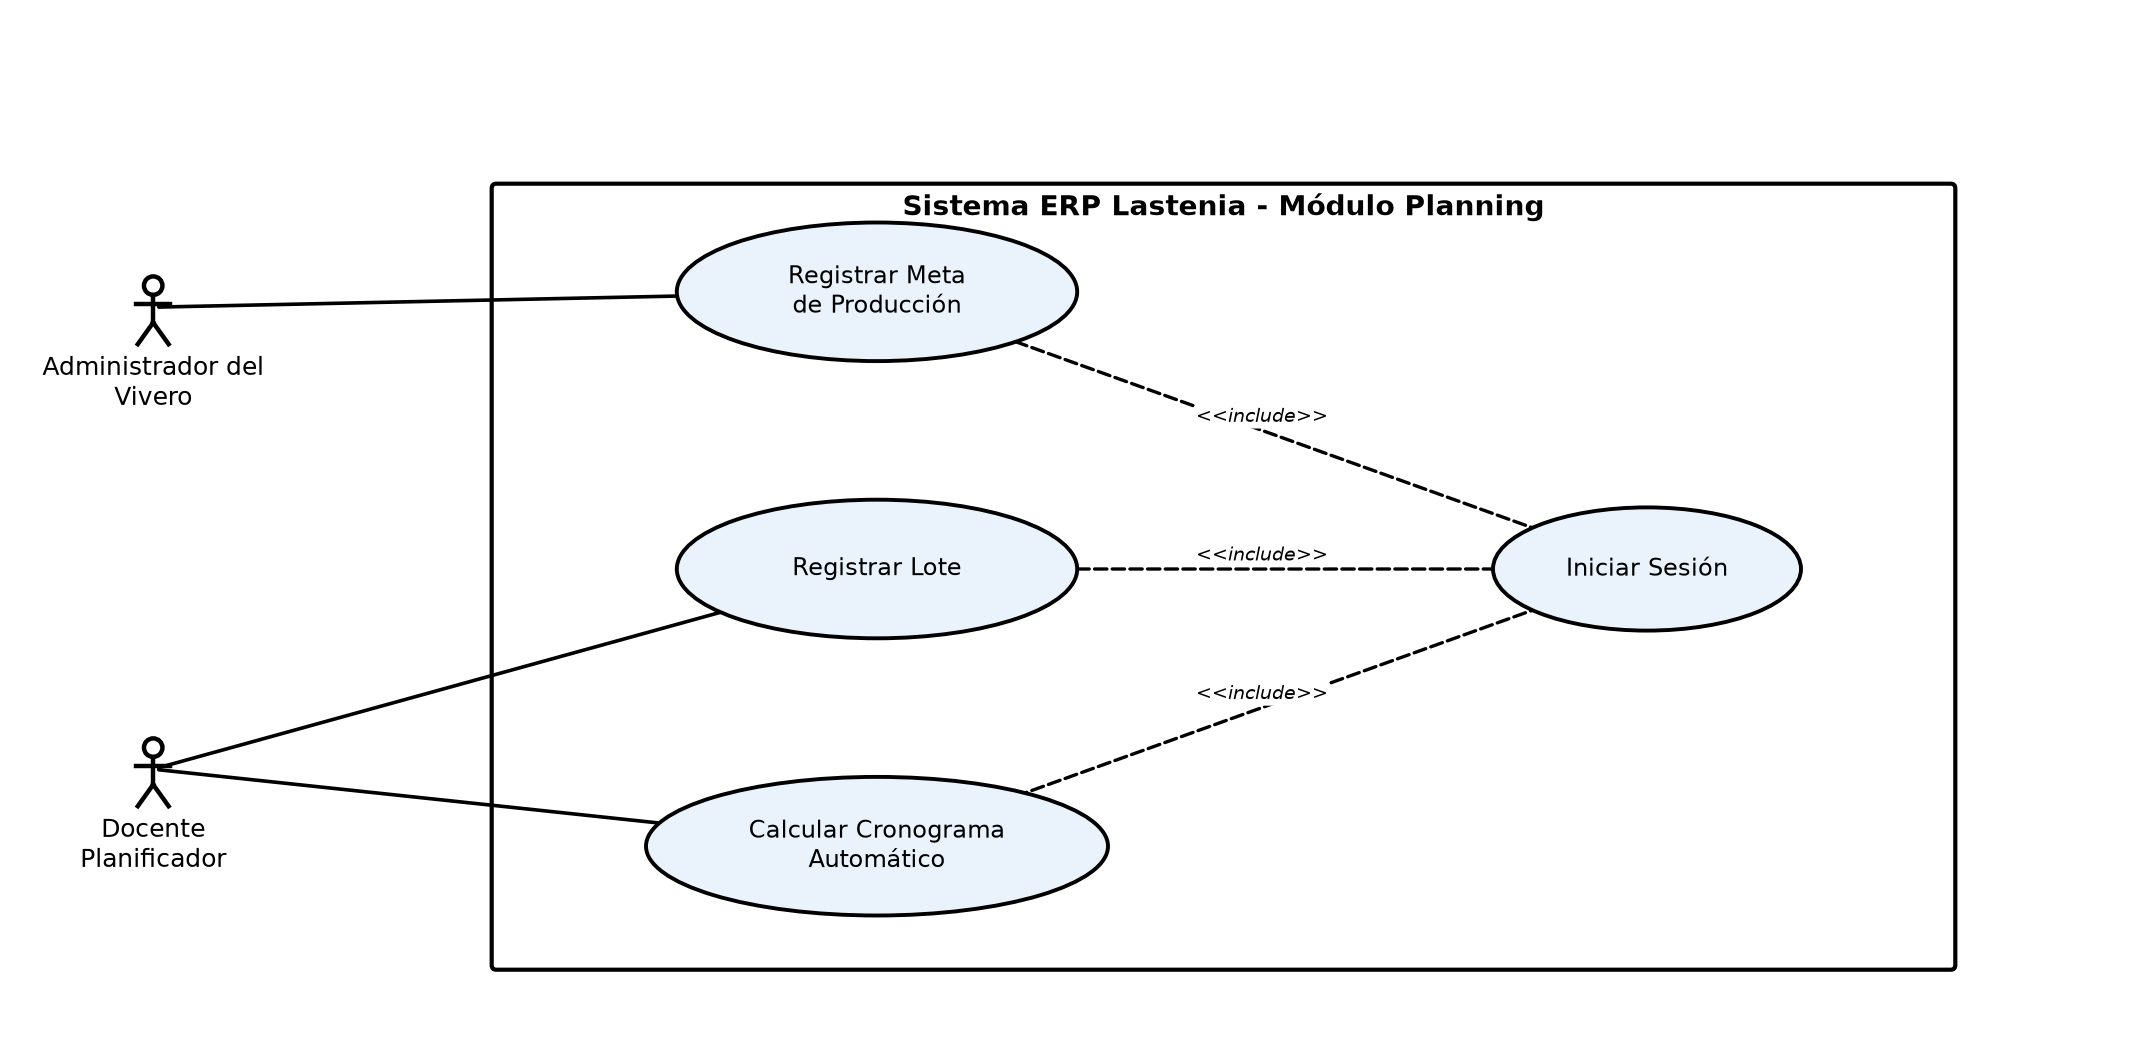 Sistema ERP Lastenia - Módulo Planning
Registrar Meta
de Producción
Administrador del
Vivero
<<include>>
Registrar Lote
<<include>>
Iniciar Sesión
<<include>>
Docente
Planificador
Calcular Cronograma
Automático